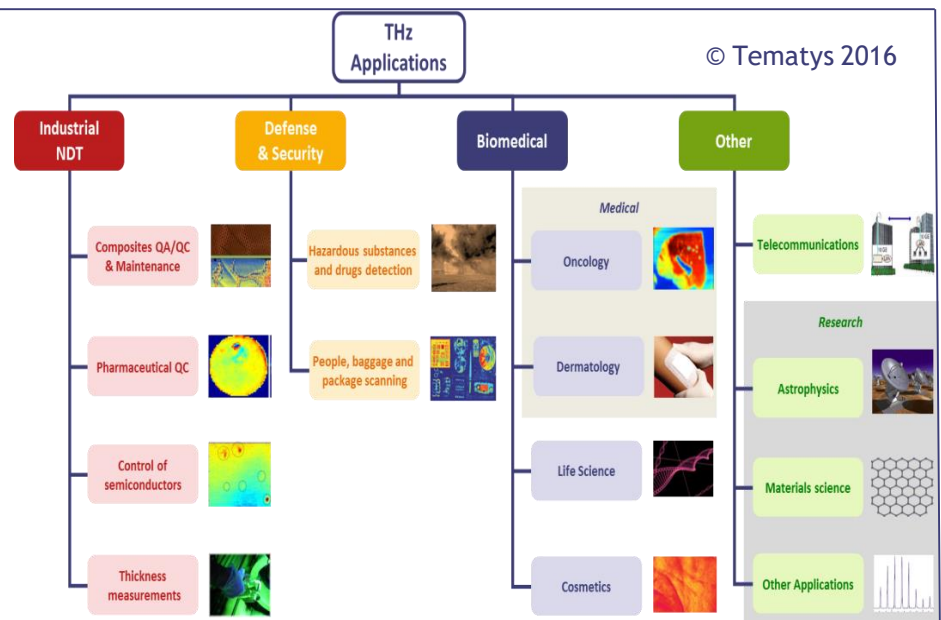 THz
Applications
© Tematys 2016
Industrial
NDT
Defense
& Security
Biomedical
Other
Composites QA/QC
& Maintenance
Pharmaceutical QC
Control of
semiconductors
Thickness
measurements
Hazardous substances
and drugs detection
People, baggage and
package scanning
Medical
Oncology
Dermatology
Life Science
Cosmetics
Telecommunications
Research
Astrophysics
Materials science
Other Applications